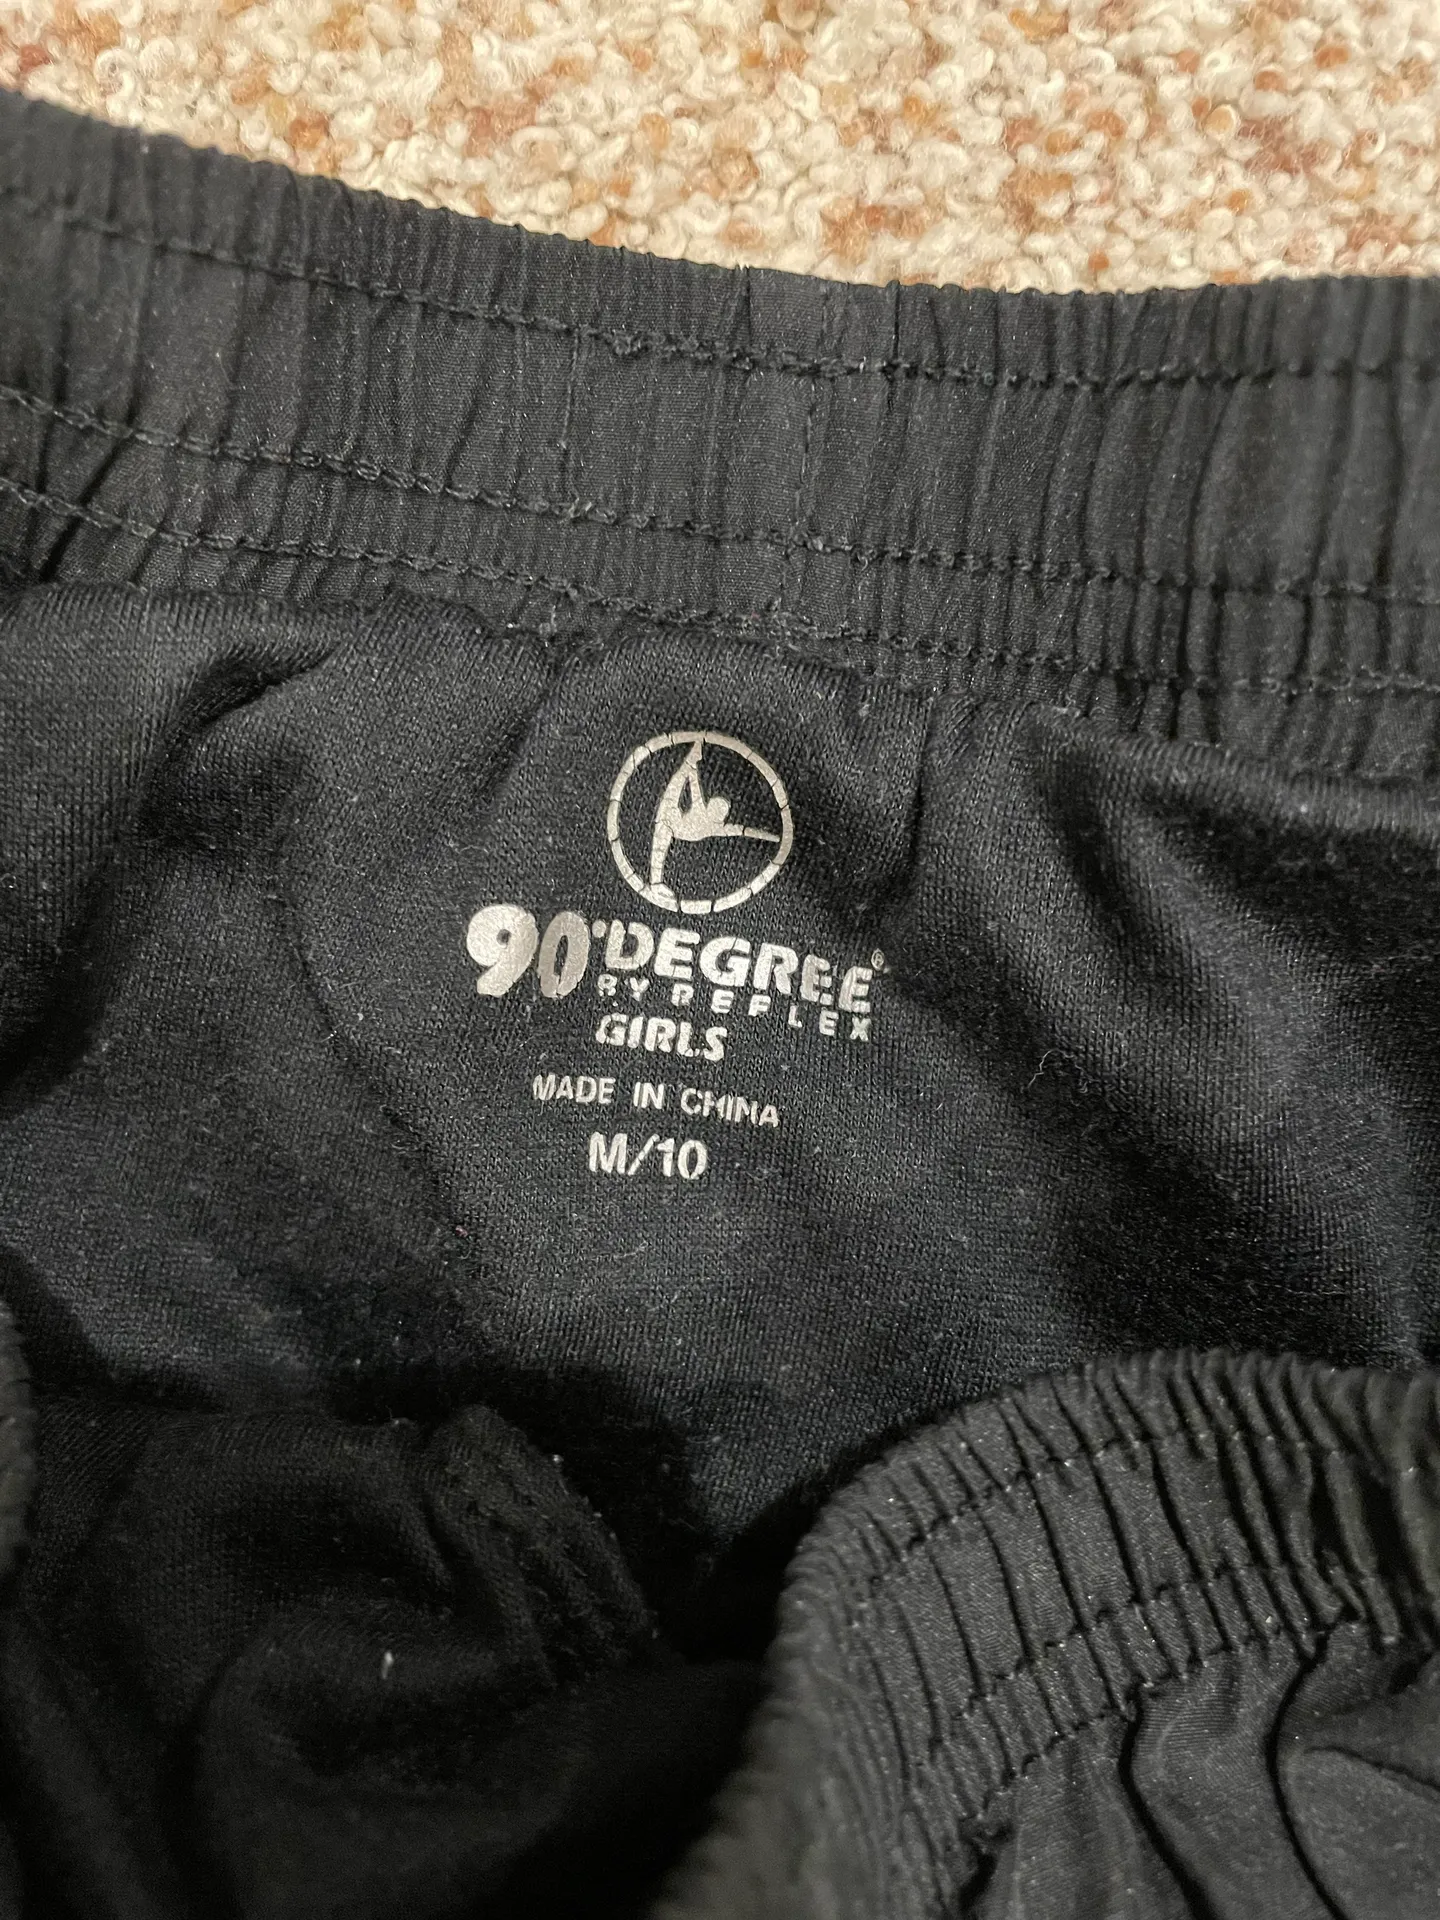 90°DEGREE®
BY REFLEX
GIRLS
MADE IN CHINA
M/10